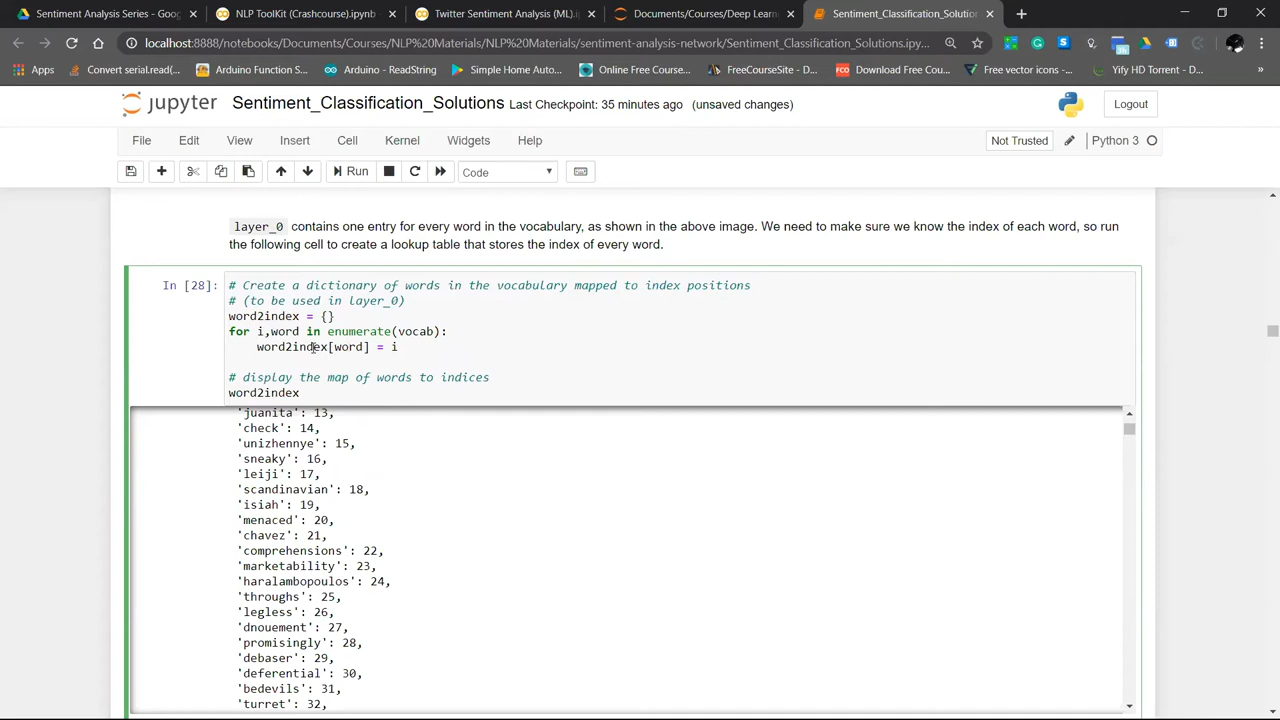 Sentiment Analysis Series - Goog
NLP ToolKit (Crashcourse).ipynb
Twitter Sentiment Analysis (ML).i
Documents/Courses/Deep Learn
Sentiment_Classification_Solution
localhost:8888/notebooks/Documents/Courses/NLP%20Materials/NLP%20Materials/sentiment-analysis-network/Sentiment_Classification_Solutions.ipy...
Apps
Convert serial.read(...
Arduino Function S...
Arduino - ReadString
Simple Home Auto...
Online Free Course...
FreeCourseSite - D...
Download Free Cou...
Free vector icons -...
Yify HD Torrent - D...
»
jupyter
Sentiment_Classification_Solutions Last Checkpoint: 35 minutes ago (unsaved changes)
Logout
File Edit View Insert Cell Kernel Widgets Help
Not Trusted
Python 3
Run
Code
layer_0 contains one entry for every word in the vocabulary, as shown in the above image. We need to make sure we know the index of each word, so run
the following cell to create a lookup table that stores the index of every word.
In [28]:
# Create a dictionary of words in the vocabulary mapped to index positions
# (to be used in layer_0)
word2index = {}
for i,word in enumerate(vocab):
word2index[word] = i
# display the map of words to indices
word2index
'juanita': 13,
'check': 14,
'unizhennye': 15,
'sneaky': 16,
'leiji': 17,
'scandinavian': 18,
'isiah': 19,
'menaced': 20,
'chavez': 21,
'comprehensions': 22,
'marketability': 23,
'haralambopoulos': 24,
'throughs': 25,
'legless': 26,
'dnouement': 27,
'promisingly': 28,
'debaser': 29,
'deferential': 30,
'bedevils': 31,
'turret': 32,